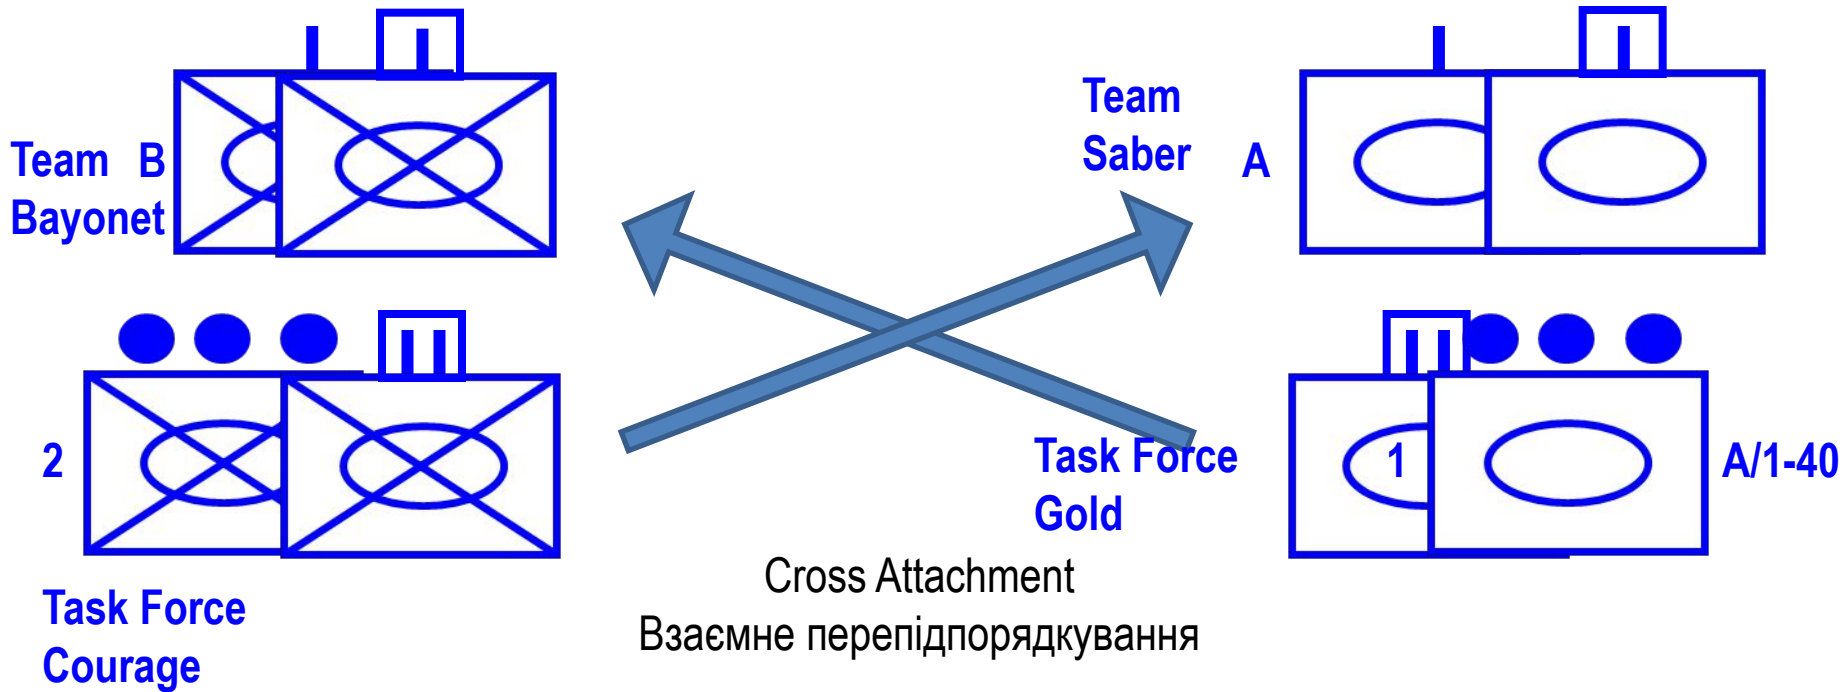 Team B
Bayonet
Team
Saber
A
2
Task Force
Courage
Task Force
Gold
1
A/1-40
Cross Attachment
Взаємне перепідпорядкування